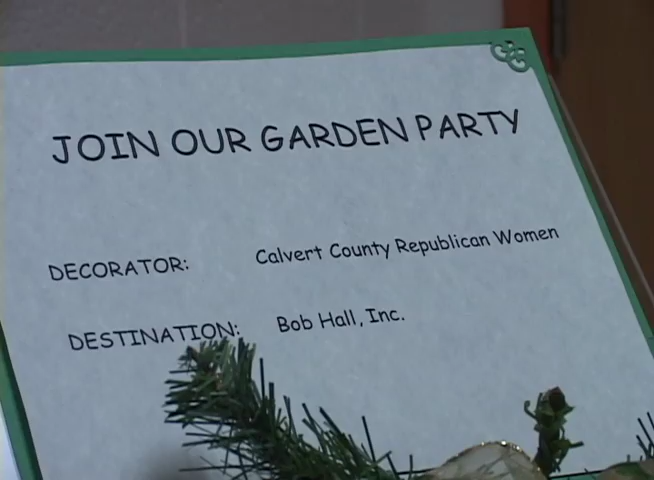 JOIN OUR GARDEN PARTY
DECORATOR: Calvert County Republican Women
DESTINATION: Bob Hall, Inc.